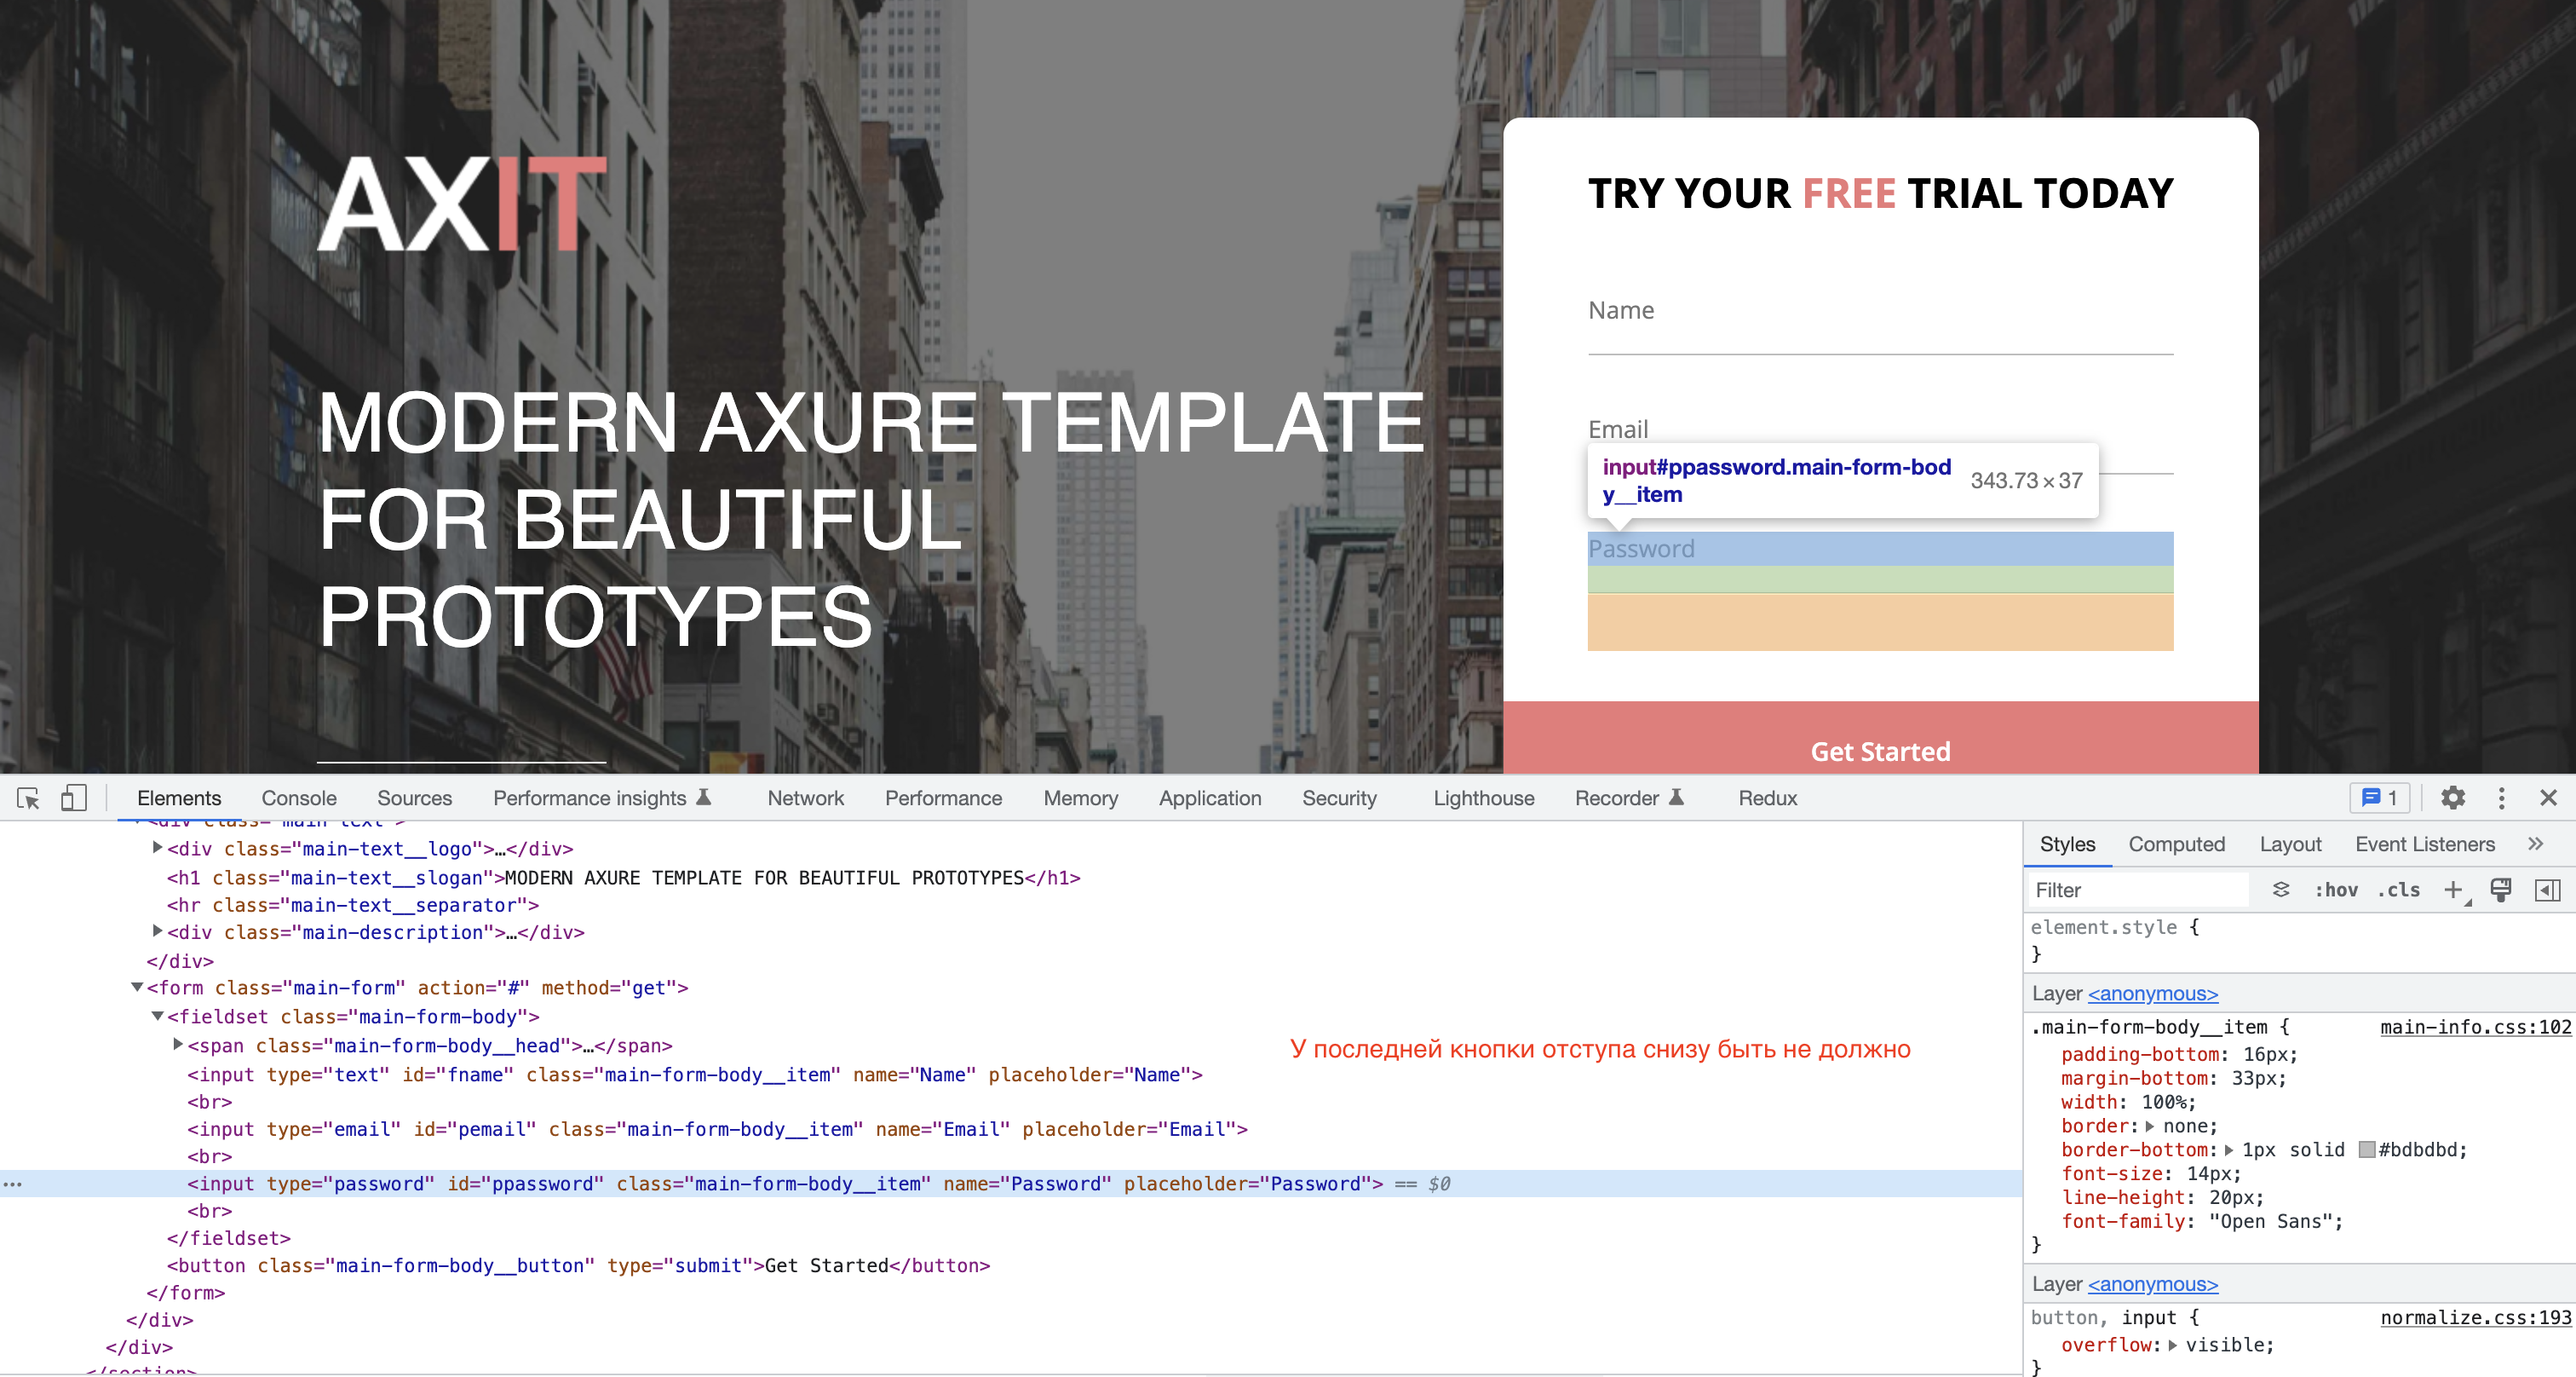 AXIT
MODERN AXURE TEMPLATE
FOR BEAUTIFUL
PROTOTYPES
TRY YOUR FREE TRIAL TODAY
Name
Email
input#ppassword.main-form-bod
y__item
343.73×37
Password
Get Started
Elements Console Sources Performance insights Network Performance Memory Application Security Lighthouse Recorder Redux 1
<div class="main-text">
<div class="main-text__logo">…</div>
<h1 class="main-text__slogan">MODERN AXURE TEMPLATE FOR BEAUTIFUL PROTOTYPES</h1>
<hr class="main-text__separator">
<div class="main-description">…</div>
</div>
<form class="main-form" action="#" method="get">
<fieldset class="main-form-body">
<span class="main-form-body__head">…</span>
<input type="text" id="fname" class="main-form-body__item" name="Name" placeholder="Name">
<br>
<input type="email" id="pemail" class="main-form-body__item" name="Email" placeholder="Email">
<br>
<input type="password" id="ppassword" class="main-form-body__item" name="Password" placeholder="Password"> == $0
<br>
</fieldset>
<button class="main-form-body__button" type="submit">Get Started</button>
</form>
</div>
</div>
</section>
У последней кнопки отступа снизу быть не должно
Styles Computed Layout Event Listeners »
Filter :hov .cls +
element.style {
}
Layer <anonymous>
.main-form-body__item { main-info.css:102
padding-bottom: 16px;
margin-bottom: 33px;
width: 100%;
border: none;
border-bottom: 1px solid #bdbdbd;
font-size: 14px;
line-height: 20px;
font-family: "Open Sans";
}
Layer <anonymous>
button, input { normalize.css:193
overflow: visible;
}